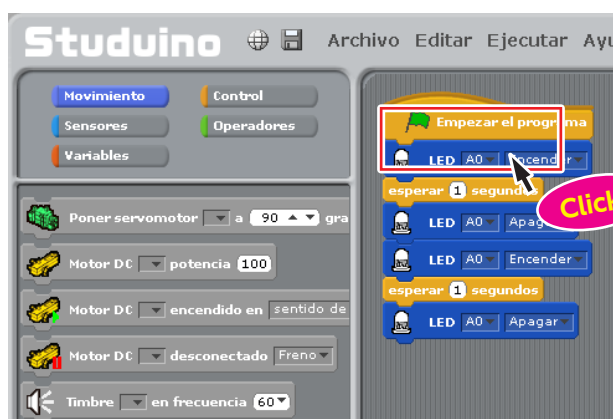 Studuino Archivo Editar Ejecutar Ayu
Movimiento Control
Sensores Operadores
Variables
Poner servomotor a 90 gra
Motor DC potencia 100
Motor DC encendido en sentido de
Motor DC desconectado Freno
Timbre en frecuencia 60
Empezar el programa
LED A0 Encender
esperar 1 segundos
LED A0 Apag
Click
LED A0 Encender
esperar 1 segundos
LED A0 Apagar